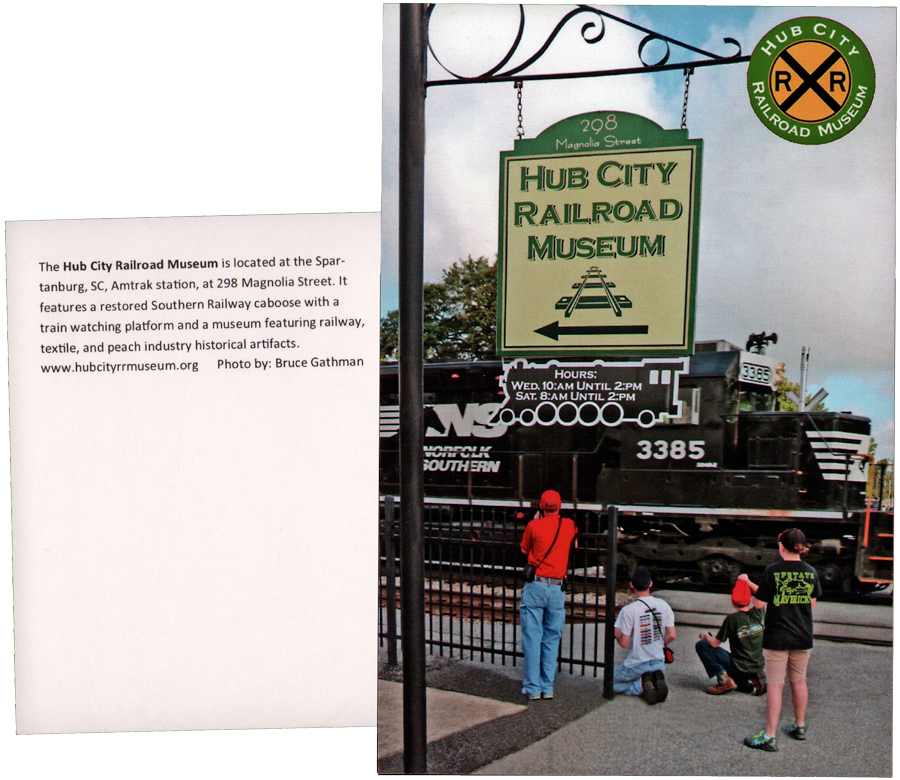 The Hub City Railroad Museum is located at the Spar-
tanburg, SC, Amtrak station, at 298 Magnolia Street. It
features a restored Southern Railway caboose with a
train watching platform and a museum featuring railway,
textile, and peach industry historical artifacts.
www.hubcityrrmuseum.org Photo by: Bruce Gathman
HUB CITY
R R
RAILROAD MUSEUM
298
Magnolia Street
HUB CITY
RAILROAD
MUSEUM
HOURS:
WED. 10:AM UNTIL 2:PM
SAT. 8:AM UNTIL 2:PM
3385
NS
NORFOLK
SOUTHERN
3385
UPSTATE
MAVERICKS